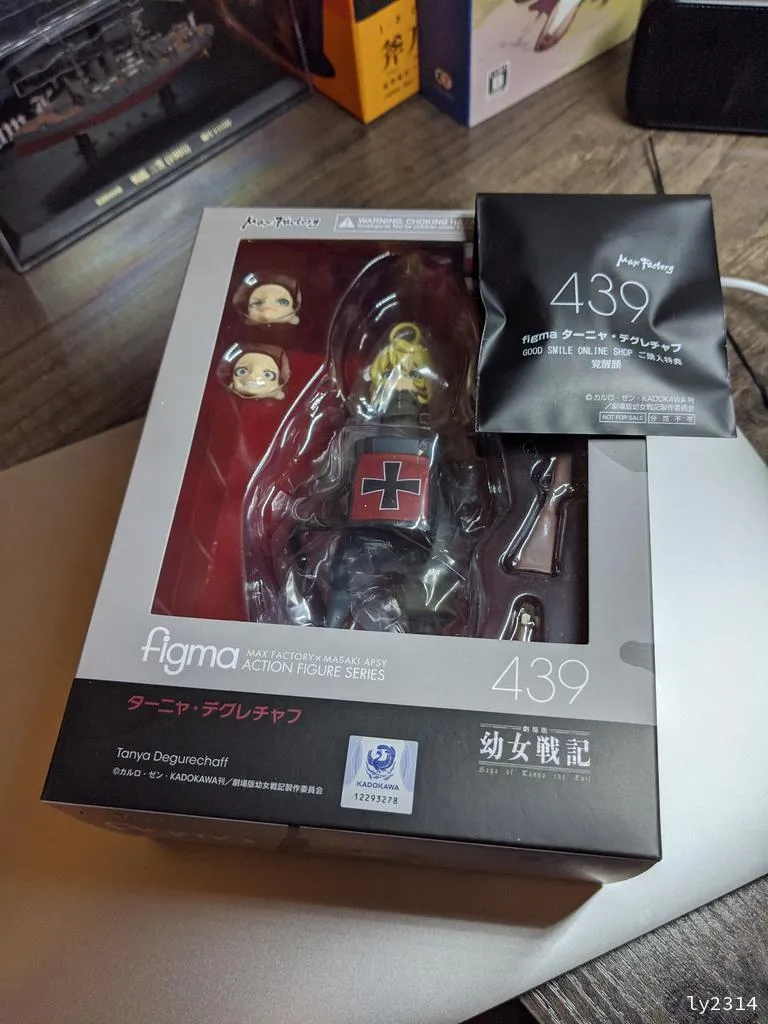 Max Factory
WARNING: CHOKING HA
Max Factory
439
figma ターニャ・デグレチャフ
GOOD SMILE ONLINE SHOP ご購入特典
覚醒顔
©カルロ・ゼン・KADOKAWA刊
/劇場版幼女戦記製作委員会
NOT FOR SALE 分売不可
figma
MAX FACTORY×MASAKI APSY
ACTION FIGURE SERIES
439
ターニャ・デグレチャフ
劇場版
幼女戦記
Saga of Tanya the Evil
Tanya Degurechaff
©カルロ・ゼン・KADOKAWA刊/劇場版幼女戦記製作委員会
KADOKAWA
12293278
ly2314